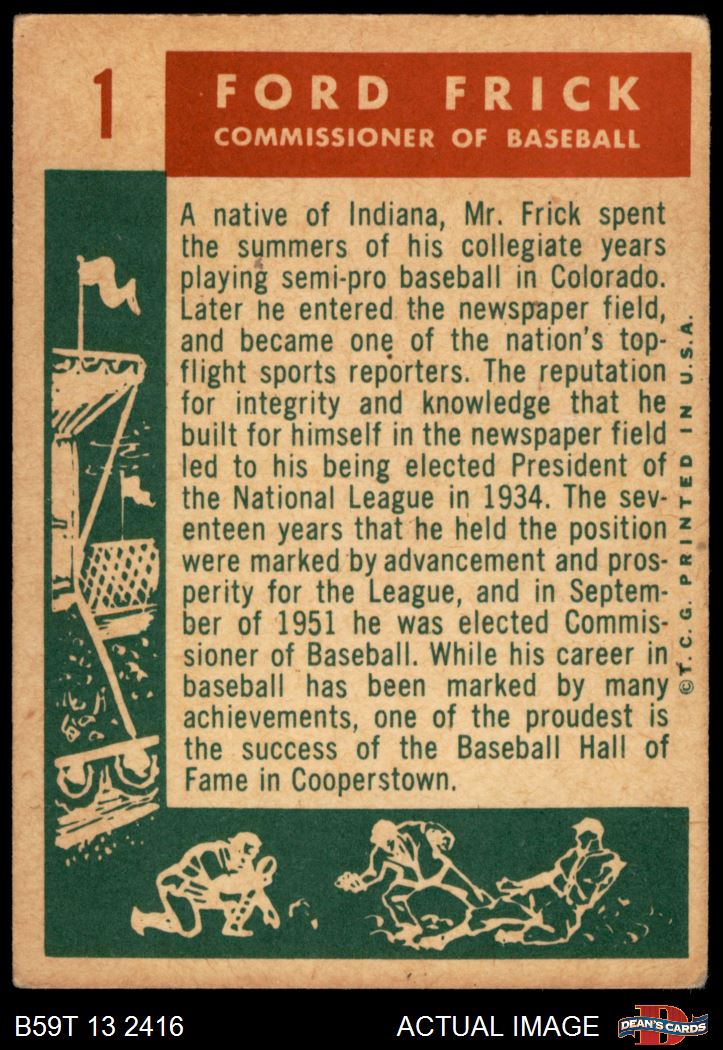 1
FORD FRICK
COMMISSIONER OF BASEBALL
A native of Indiana, Mr. Frick spent
the summers of his collegiate years
playing semi-pro baseball in Colorado.
Later he entered the newspaper field,
and became one of the nation's top-
flight sports reporters. The reputation
for integrity and knowledge that he
built for himself in the newspaper field
led to his being elected President of
the National League in 1934. The sev-
enteen years that he held the position
were marked by advancement and pros-
perity for the League, and in Septem-
ber of 1951 he was elected Commis-
sioner of Baseball. While his career in
baseball has been marked by many
achievements, one of the proudest is
the success of the Baseball Hall of
Fame in Cooperstown.
© T. C. G. PRINTED IN U.S.A.
B59T 13 2416
ACTUAL IMAGE
D
DEAN'S CARDS